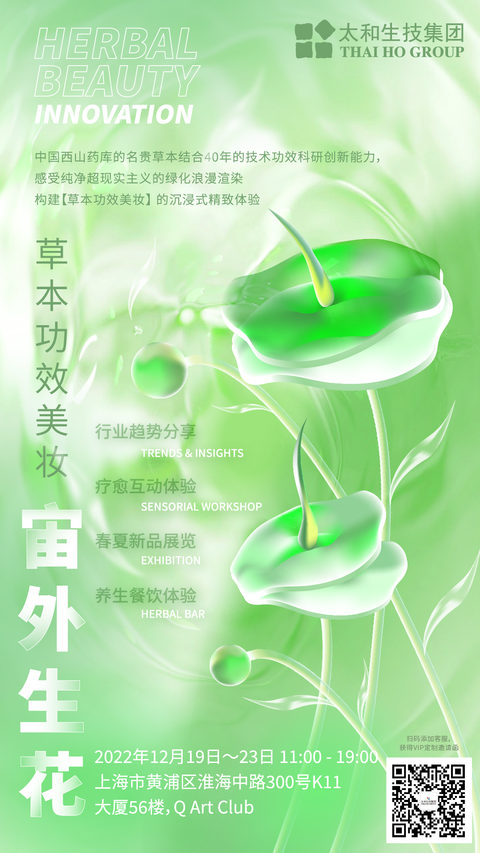 HERBAL
BEAUTY
INNOVATION
太和生技集团
THAI HO GROUP
中国西山药库的名贵草本结合40年的技术功效科研创新能力，
感受纯净超现实主义的绿化浪漫渲染
构建【草本功效美妆】的沉浸式精致体验
草本功效美妆
宙外生花
行业趋势分享
TRENDS & INSIGHTS
疗愈互动体验
SENSORIAL WORKSHOP
春夏新品展览
EXHIBITION
养生餐饮体验
HERBAL BAR
2022年12月19日～23日 11:00 - 19:00
上海市黄浦区淮海中路300号K11
大厦56楼，Q Art Club
扫码添加客服，
获得VIP定制邀请函